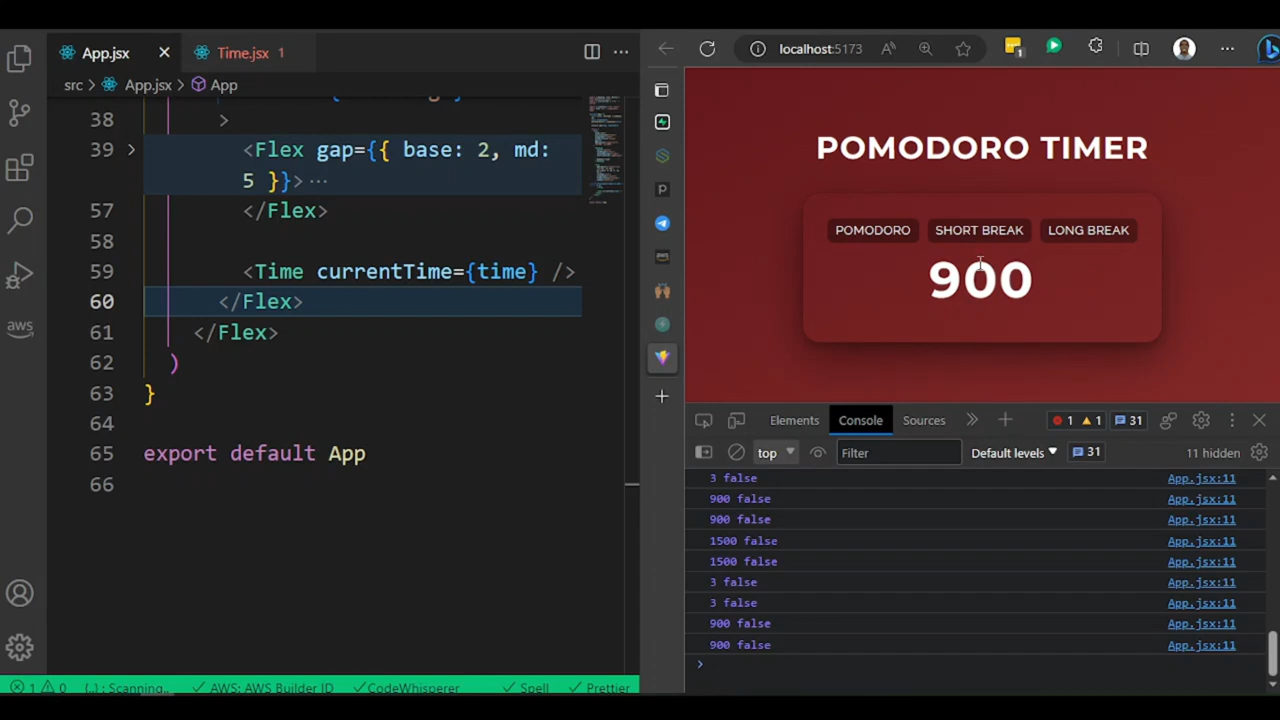 App.jsx
Time.jsx 1
src > App.jsx > App
38 >
39 <Flex gap={{ base: 2, md:
5 }}> ···
57 </Flex>
58
59 <Time currentTime={time} />
60 </Flex>
61 </Flex>
62 )
63 }
64
65 export default App
66
aws
1 0 Scanning.. AWS: AWS Builder ID CodeWhisperer Spell Prettier
localhost:5173
1
POMODORO TIMER
POMODORO SHORT BREAK LONG BREAK
900
Elements Console Sources 1 1 31
top Filter Default levels 31 11 hidden
3 false App.jsx:11
900 false App.jsx:11
900 false App.jsx:11
1500 false App.jsx:11
1500 false App.jsx:11
3 false App.jsx:11
3 false App.jsx:11
900 false App.jsx:11
900 false App.jsx:11